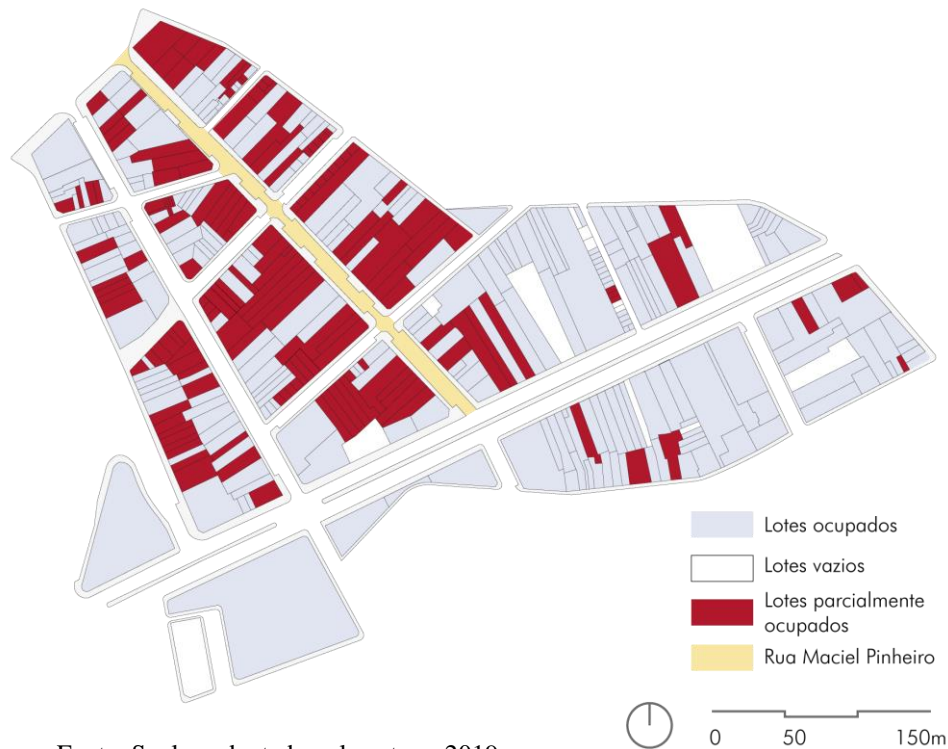 Lotes ocupados
Lotes vazios
Lotes parcialmente
ocupados
Rua Maciel Pinheiro
0 50 150m